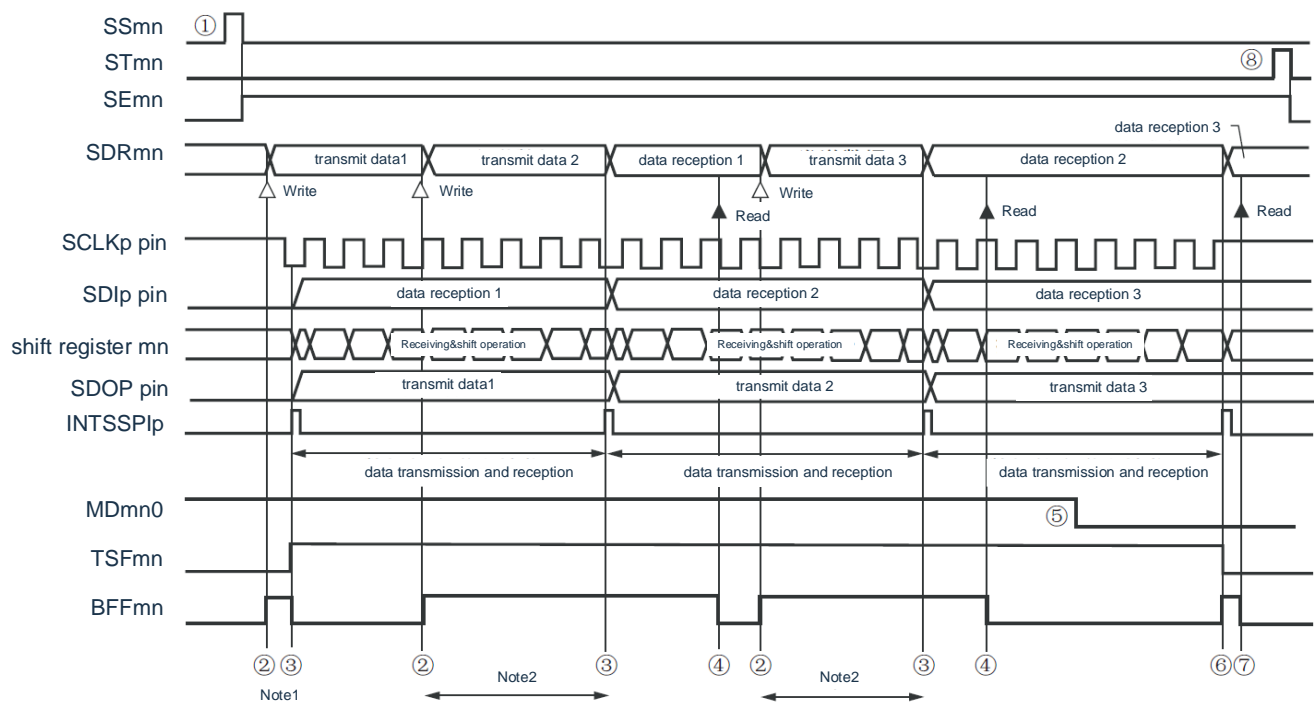 SSmn ①
STmn ⑧
SEmn
data reception 3
SDRmn transmit data1 transmit data 2 data reception 1 transmit data 3 data reception 2
Write Write Read Write Read Read
SCLKp pin
SDIp pin data reception 1 data reception 2 data reception 3
shift register mn Receiving&shift operation Receiving&shift operation Receiving&shift operation
SDOP pin transmit data1 transmit data 2 transmit data 3
INTSSPIp
data transmission and reception data transmission and reception data transmission and reception
MDmn0 ⑤
TSFmn
BFFmn
② ③ ② ③ ④ ② ③ ④ ⑥ ⑦
Note1 Note2 Note2